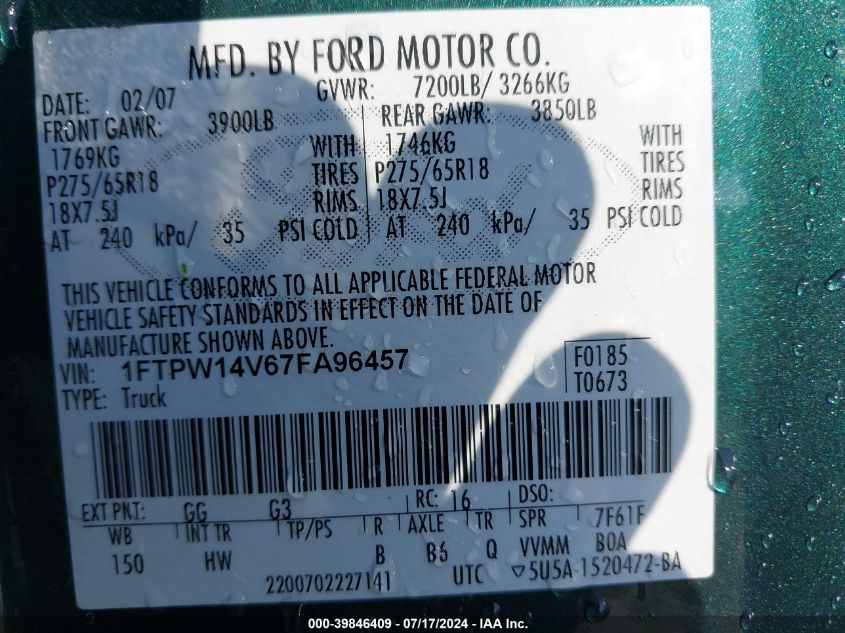 MFD. BY FORD MOTOR CO.
DATE: 02/07 GVWR: 7200LB/ 3266KG
FRONT GAWR: 3900LB REAR GAWR: 3850LB
1769KG WITH 1746KG WITH
P275/65R18 TIRES P275/65R18 TIRES
18X7.5J RIMS 18X7.5J RIMS
AT 240 kPa/ 35 PSI COLD AT 240 kPa/ 35 PSI COLD
THIS VEHICLE CONFORMS TO ALL APPLICABLE FEDERAL MOTOR
VEHICLE SAFETY STANDARDS IN EFFECT ON THE DATE OF
MANUFACTURE SHOWN ABOVE.
VIN: 1FTPW14V67FA96457 F0185
TYPE: Truck T0673
EXT PNT: GG G3 RC: 16 DSO:
WB INT TR TP/PS R AXLE TR SPR 7F61F
150 HW B B6 Q VVMM BOA
2200702227141 UTC ▽5U5A-1520472-BA
000-39846409 - 07/17/2024 - IAA Inc.